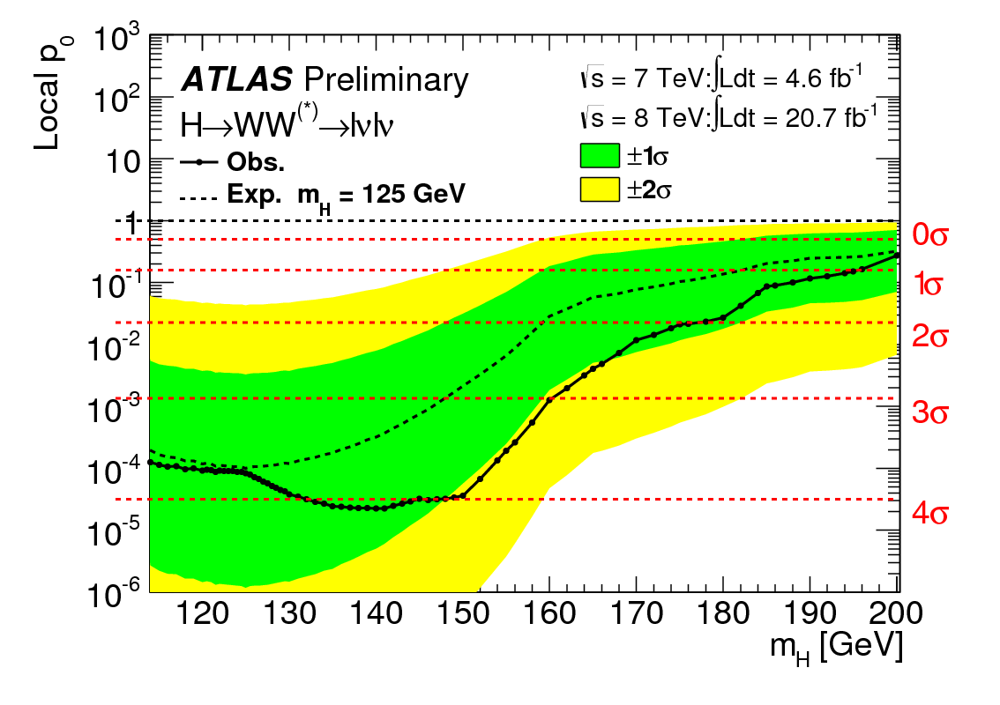 Local p₀
10³
10²
10
1
10⁻¹
10⁻²
10⁻³
10⁻⁴
10⁻⁵
10⁻⁶
ATLAS Preliminary
H→WW⁽*⁾→lνlν
Obs.
Exp. m_H = 125 GeV
√s = 7 TeV:∫Ldt = 4.6 fb⁻¹
√s = 8 TeV:∫Ldt = 20.7 fb⁻¹
±1σ
±2σ
0σ
1σ
2σ
3σ
4σ
120 130 140 150 160 170 180 190 200
m_H [GeV]